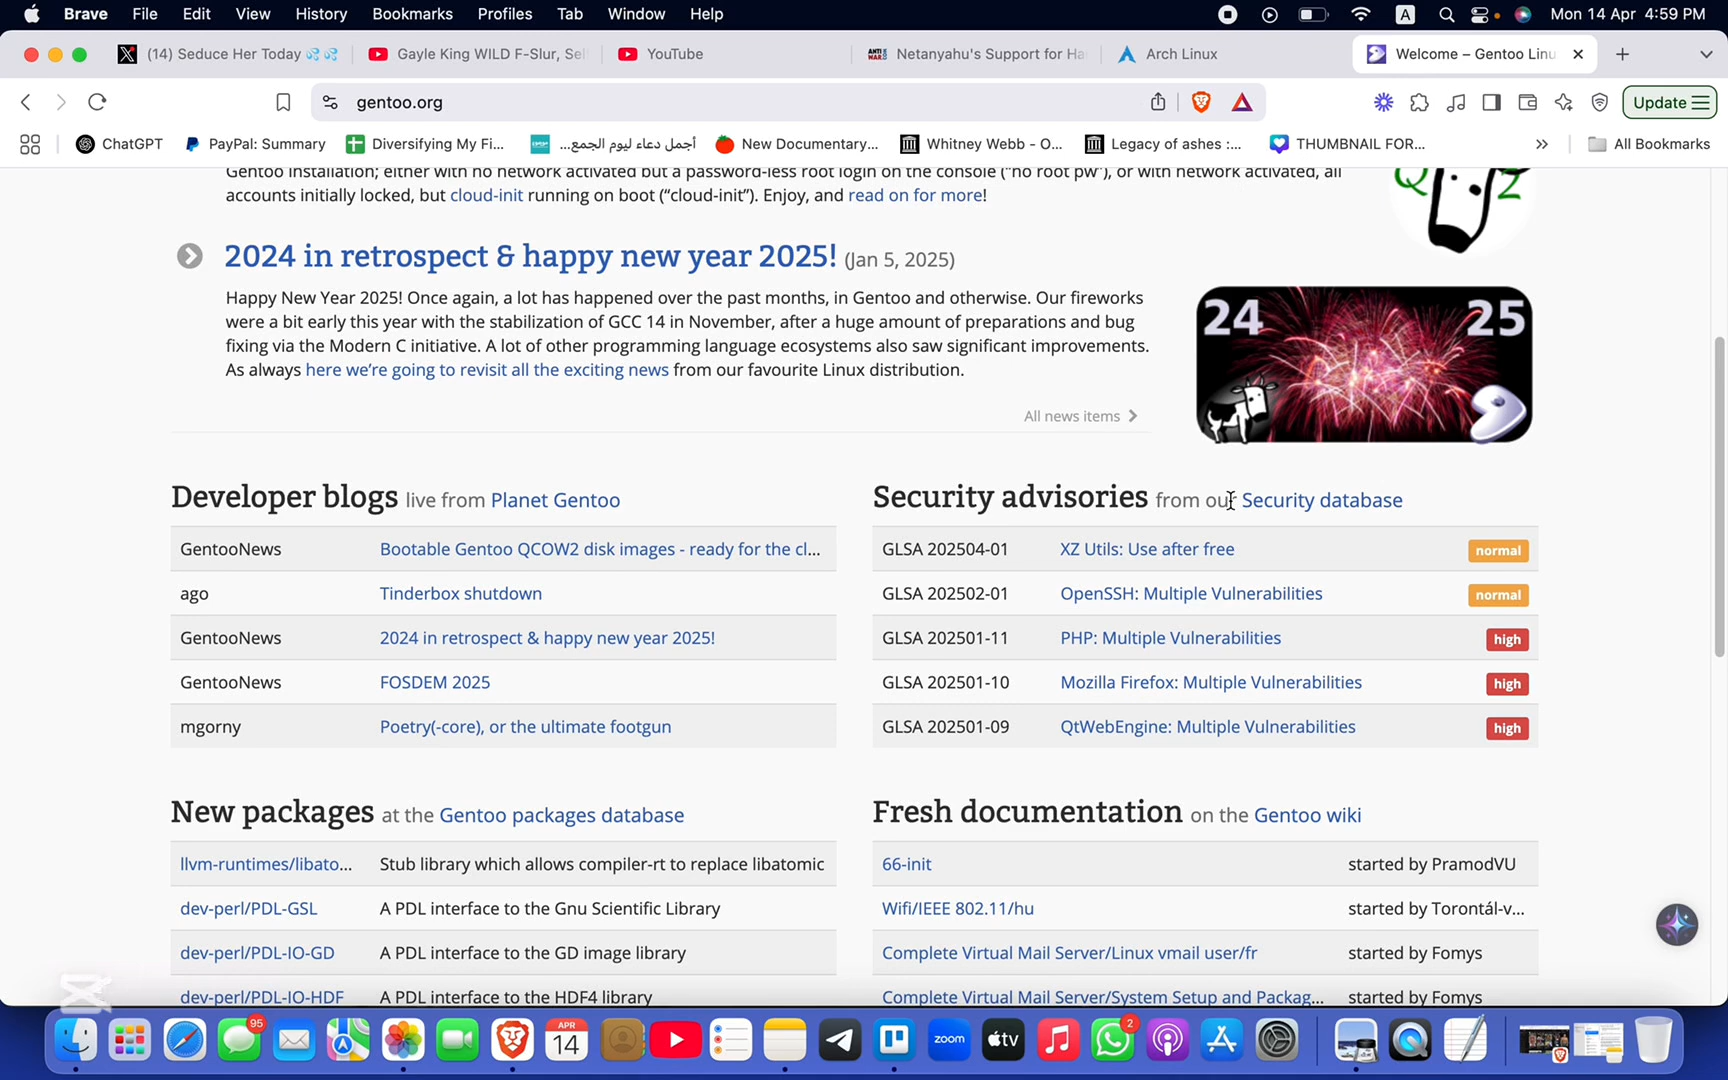 Brave File Edit View History Bookmarks Profiles Tab Window Help A Mon 14 Apr 4:59 PM
(14) Seduce Her Today 💦💦 Gayle King WILD F-Slur, Sel YouTube ANTI WAR Netanyahu's Support for Ha Arch Linux Welcome – Gentoo Linu
gentoo.org Update
ChatGPT PayPal: Summary Diversifying My Fi... أجمل دعاء ليوم الجمع... New Documentary... Whitney Webb - O... Legacy of ashes :... THUMBNAIL FOR... » All Bookmarks
Gentoo installation; either with no network activated but a password-less root login on the console ("no root pw"), or with network activated, all
accounts initially locked, but cloud-init running on boot ("cloud-init"). Enjoy, and read on for more!
Q Z
2024 in retrospect & happy new year 2025! (Jan 5, 2025)
Happy New Year 2025! Once again, a lot has happened over the past months, in Gentoo and otherwise. Our fireworks
were a bit early this year with the stabilization of GCC 14 in November, after a huge amount of preparations and bug
fixing via the Modern C initiative. A lot of other programming language ecosystems also saw significant improvements.
As always here we're going to revisit all the exciting news from our favourite Linux distribution.
24 25
All news items
Developer blogs live from Planet Gentoo
GentooNews Bootable Gentoo QCOW2 disk images - ready for the cl...
ago Tinderbox shutdown
GentooNews 2024 in retrospect & happy new year 2025!
GentooNews FOSDEM 2025
mgorny Poetry(-core), or the ultimate footgun
Security advisories from our Security database
GLSA 202504-01 XZ Utils: Use after free normal
GLSA 202502-01 OpenSSH: Multiple Vulnerabilities normal
GLSA 202501-11 PHP: Multiple Vulnerabilities high
GLSA 202501-10 Mozilla Firefox: Multiple Vulnerabilities high
GLSA 202501-09 QtWebEngine: Multiple Vulnerabilities high
New packages at the Gentoo packages database
llvm-runtimes/libato... Stub library which allows compiler-rt to replace libatomic
dev-perl/PDL-GSL A PDL interface to the Gnu Scientific Library
dev-perl/PDL-IO-GD A PDL interface to the GD image library
dev-perl/PDL-IO-HDF A PDL interface to the HDF4 library
Fresh documentation on the Gentoo wiki
66-init started by PramodVU
Wifi/IEEE 802.11/hu started by Torontál-v...
Complete Virtual Mail Server/Linux vmail user/fr started by Fomys
Complete Virtual Mail Server/System Setup and Packag... started by Fomys
95 APR 14 zoom tv 2